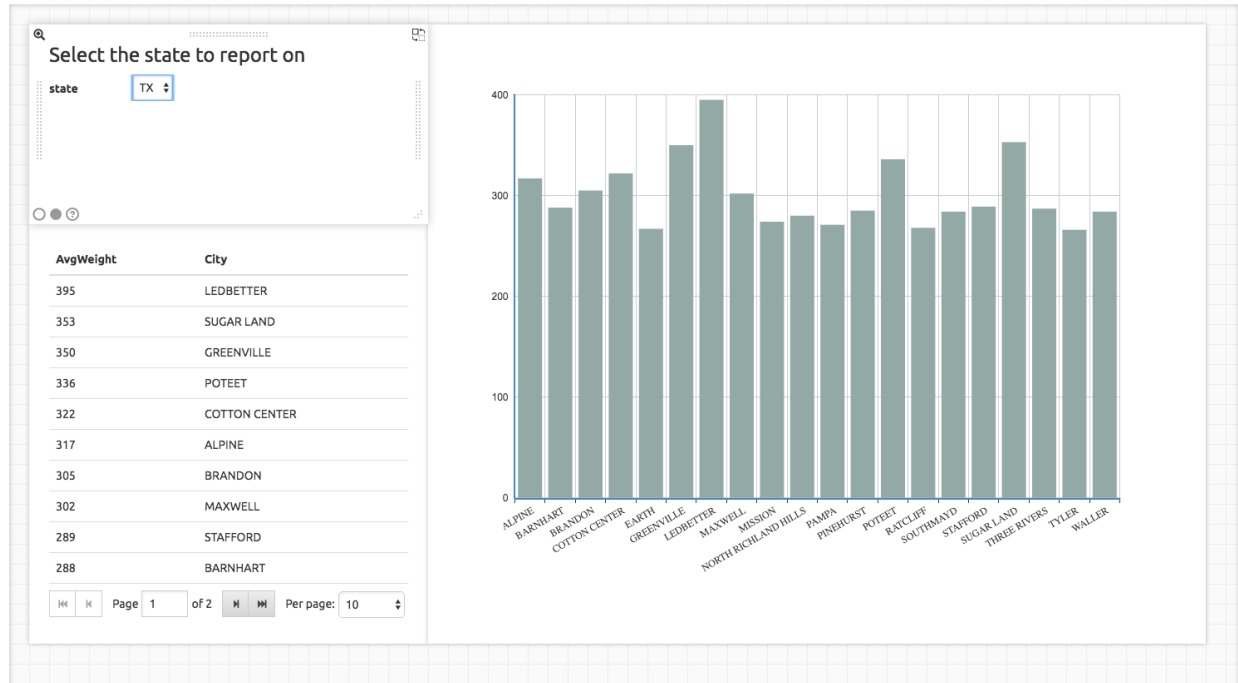 Select the state to report on
state TX
?
AvgWeight City
395 LEDBETTER
353 SUGAR LAND
350 GREENVILLE
336 POTEET
322 COTTON CENTER
317 ALPINE
305 BRANDON
302 MAXWELL
289 STAFFORD
288 BARNHART
Page 1 of 2 Per page: 10
400
300
200
100
0
ALPINE
BARNHART
BRANDON
COTTON CENTER
EARTH
GREENVILLE
LEDBETTER
MAXWELL
MISSION
NORTH RICHLAND HILLS
PAMPA
PINEHURST
POTEET
RATCLIFF
SOUTHMAYD
STAFFORD
SUGAR LAND
THREE RIVERS
TYLER
WALLER